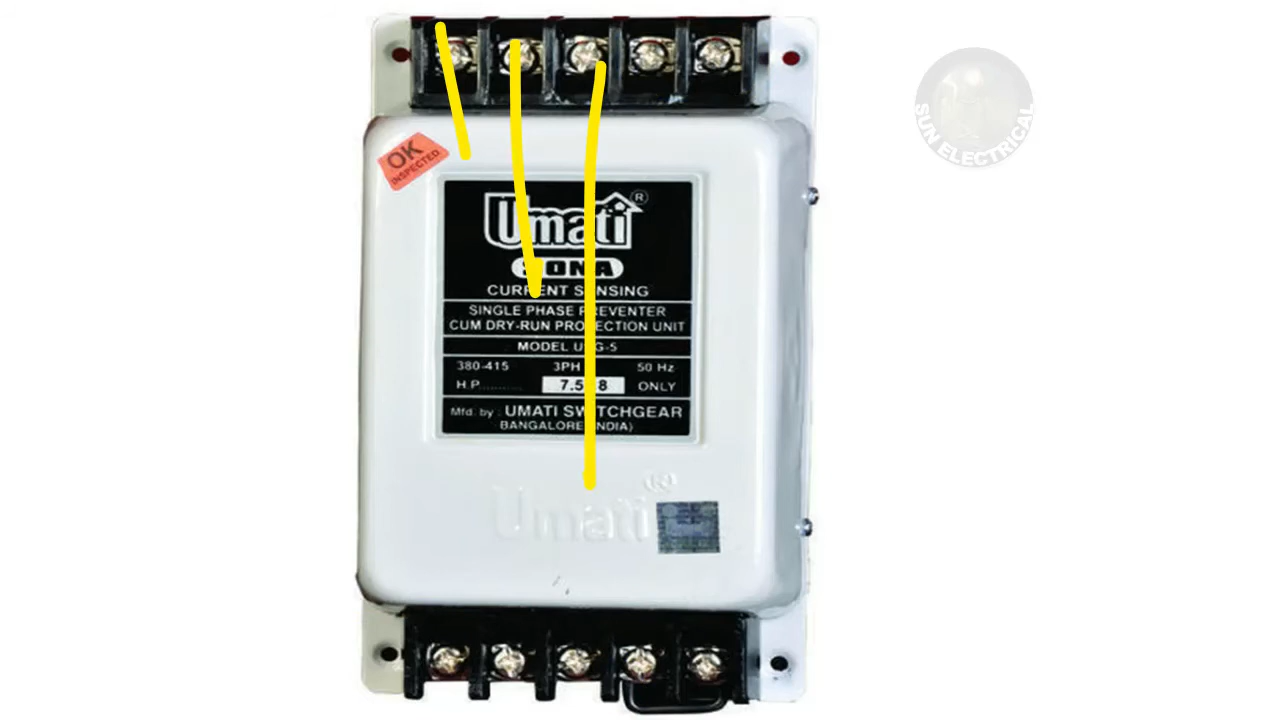 SUN ELECTRICAL
OK
INSPECTED
Umati ®
CURRENT SENSING
SINGLE PHASE PREVENTER
CUM DRY-RUN PROTECTION UNIT
MODEL
380-415 3PH 50 Hz
H.P........... ONLY
Mfd. by : UMATI SWITCHGEAR
BANGALORE (INDIA)
Umati